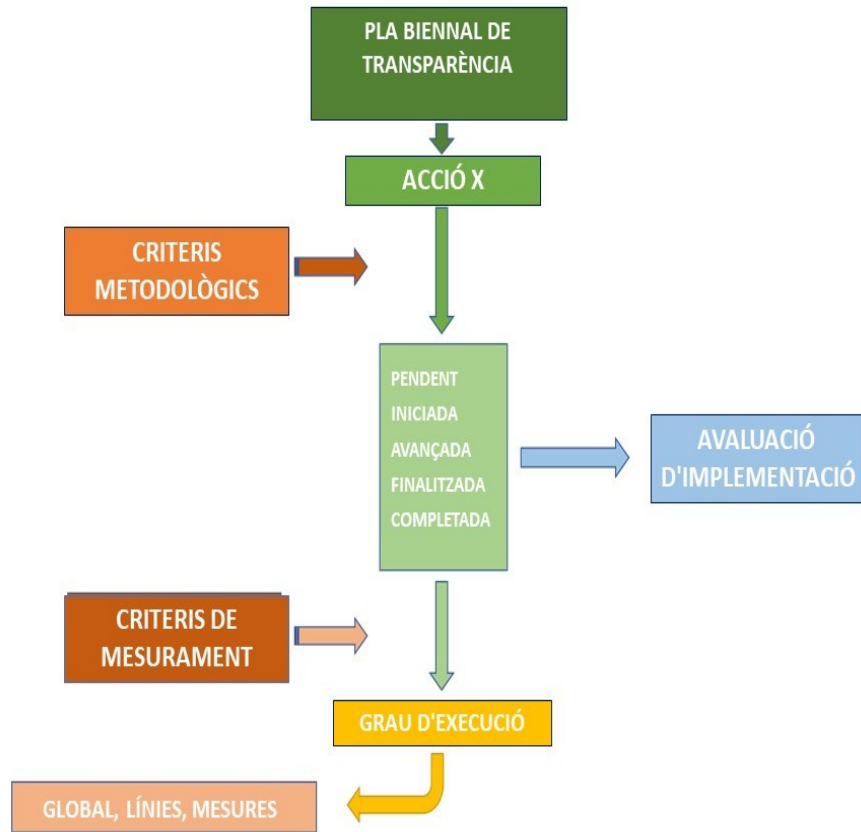 PLA BIENNAL DE
TRANSPARÈNCIA
ACCIÓ X
CRITERIS
METODOLÒGICS
PENDENT
INICIADA
AVANÇADA
FINALITZADA
COMPLETADA
AVALUACIÓ
D'IMPLEMENTACIÓ
CRITERIS DE
MESURAMENT
GRAU D'EXECUCIÓ
GLOBAL, LÍNIES, MESURES